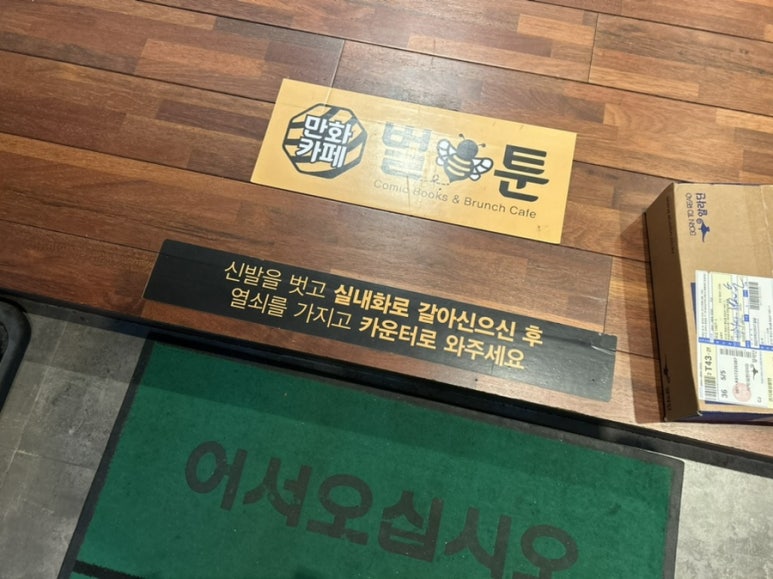 만화
카페
벌툰
Comic Books & Brunch Cafe
신발을 벗고 실내화로 갈아신으신 후
열쇠를 가지고 카운터로 와주세요
어서오십시오
T43